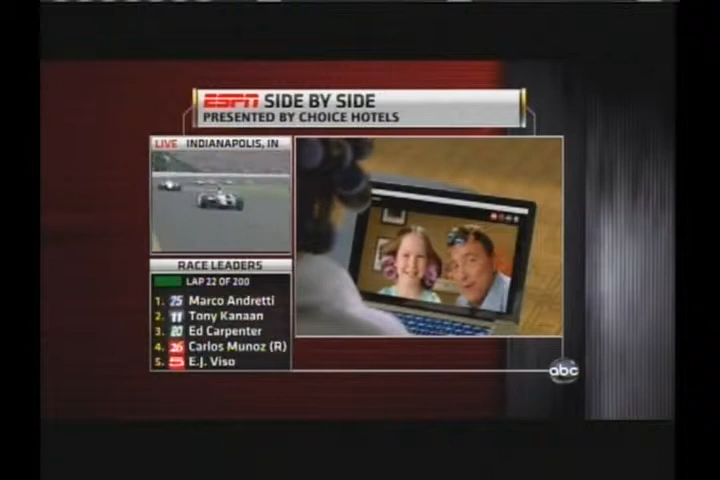 ESPN SIDE BY SIDE
PRESENTED BY CHOICE HOTELS
LIVE INDIANAPOLIS, IN
RACE LEADERS
LAP 22 OF 200
1. 25 Marco Andretti
2. 11 Tony Kanaan
3. 20 Ed Carpenter
4. 26 Carlos Munoz (R)
5. 5 E.J. Viso
abc